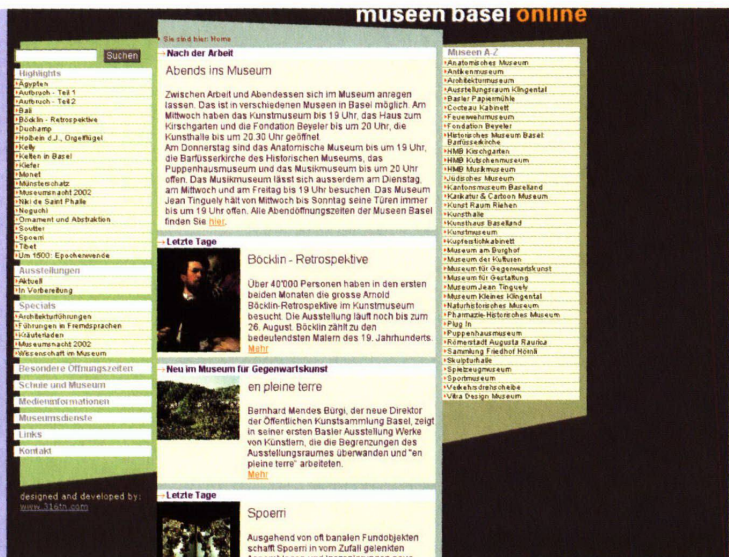 museen basel online
Sie sind hier: Home
Suchen
Highlights
Ägypten
Aufbruch - Teil 1
Aufbruch - Teil 2
Bali
Böcklin - Retrospektive
Duchamp
Holbein d.J., Orgelflügel
Kelly
Kelten in Basel
Kiefer
Monet
Münsterschatz
Museumsnacht 2002
Niki de Saint Phalle
Noguchi
Ornament und Abstraktion
Soutter
Spoerri
Tibet
Um 1500: Epochenwende
Ausstellungen
Aktuell
In Vorbereitung
Specials
Architekturführungen
Führungen in Fremdsprachen
Kräuterladen
Museumsnacht 2002
Wissenschaft im Museum
Besondere Öffnungszeiten
Schule und Museum
Medieninformationen
Museumsdienste
Links
Kontakt
designed and developed by:
www.31atn.com
Nach der Arbeit
Abends ins Museum
Zwischen Arbeit und Abendessen sich im Museum anregen
lassen. Das ist in verschiedenen Museen in Basel möglich. Am
Mittwoch haben das Kunstmuseum bis 19 Uhr, das Haus zum
Kirschgarten und die Fondation Beyeler bis um 20 Uhr, die
Kunsthalle bis um 20.30 Uhr geöffnet.
Am Donnerstag sind das Anatomische Museum bis um 19 Uhr,
die Barfüsserkirche des Historischen Museums, das
Puppenhausmuseum und das Musikmuseum bis um 20 Uhr
offen. Das Musikmuseum lässt sich ausserdem am Dienstag,
am Mittwoch und am Freitag bis 19 Uhr besuchen. Das Museum
Jean Tinguely hält von Mittwoch bis Sonntag seine Türen immer
bis um 19 Uhr offen. Alle Abendöffnungszeiten der Museen Basel
finden Sie hier.
Letzte Tage
Böcklin - Retrospektive
Über 40'000 Personen haben in den ersten
beiden Monaten die grosse Arnold
Böcklin-Retrospektive im Kunstmuseum
besucht. Die Ausstellung läuft noch bis zum
26. August. Böcklin zählt zu den
bedeutendsten Malern des 19. Jahrhunderts.
Mehr
Neu im Museum für Gegenwartskunst
en pleine terre
Bernhard Mendes Bürgi, der neue Direktor
der Öffentlichen Kunstsammlung Basel, zeigt
in seiner ersten Basler Ausstellung Werke
von Künstlern, die die Begrenzungen des
Ausstellungsraumes überwanden und "en
pleine terre" arbeiteten.
Mehr
Letzte Tage
Spoerri
Ausgehend von oft banalen Fundobjekten
schafft Spoerri in vom Zufall gelenkten
Museen A-Z
Anatomisches Museum
Antikenmuseum
Architekturmuseum
Ausstellungsraum Klingental
Basler Papiermühle
Cocteau Kabinett
Feuerwehrmuseum
Fondation Beyeler
Historisches Museum Basel:
Barfüsserkirche
HMB Kirschgarten
HMB Kutschenmuseum
HMB Musikmuseum
Jüdisches Museum
Kantonsmuseum Baselland
Karikatur & Cartoon Museum
Kunst Raum Riehen
Kunsthalle
Kunsthaus Baselland
Kunstmuseum
Kupferstichkabinett
Museum am Burghof
Museum der Kulturen
Museum für Gegenwartskunst
Museum für Gestaltung
Museum Jean Tinguely
Museum Kleines Klingental
Naturhistorisches Museum
Pharmazie-Historisches Museum
Plug In
Puppenhausmuseum
Römerstadt Augusta Raurica
Sammlung Friedhof Hörnli
Skulpturhalle
Spielzeugmuseum
Sportmuseum
Verkehrsdrehscheibe
Vitra Design Museum